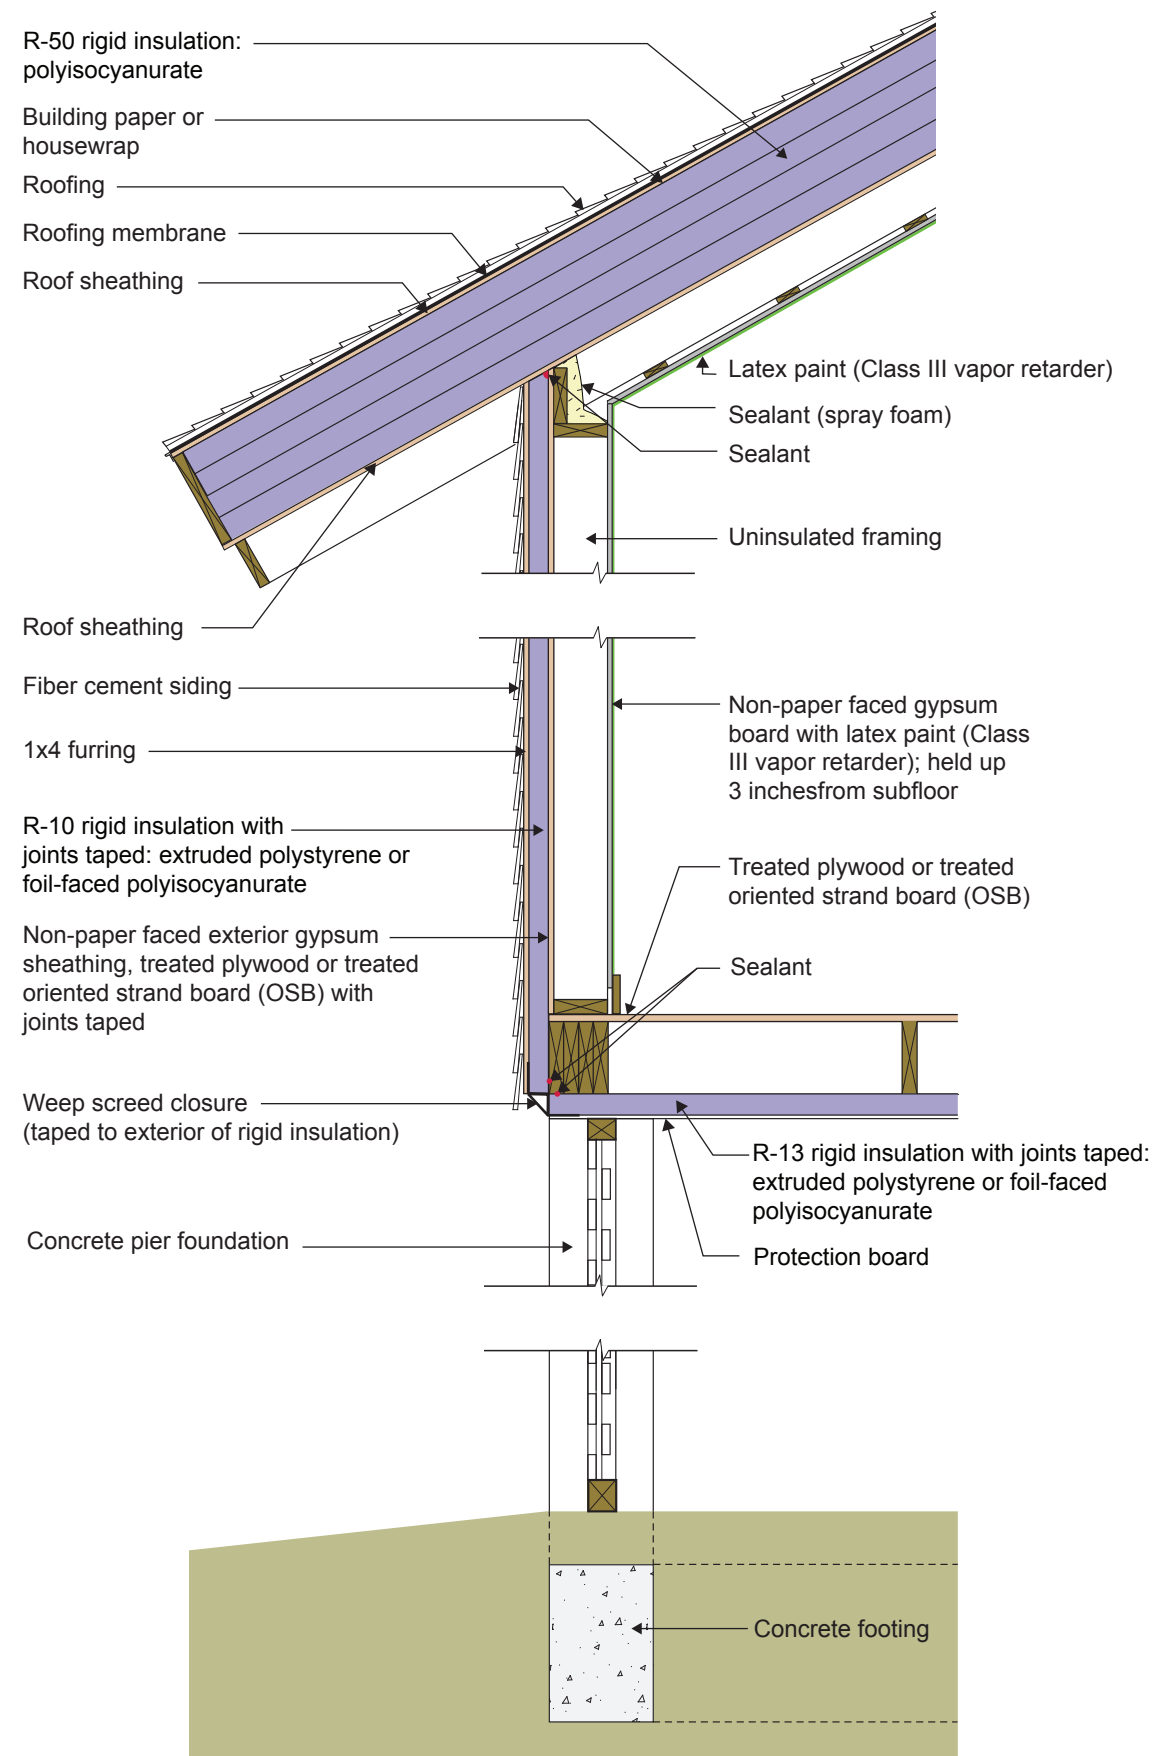 R-50 rigid insulation:
polyisocyanurate
Building paper or
housewrap
Roofing
Roofing membrane
Roof sheathing
Latex paint (Class III vapor retarder)
Sealant (spray foam)
Sealant
Uninsulated framing
Roof sheathing
Fiber cement siding
1x4 furring
Non-paper faced gypsum
board with latex paint (Class
III vapor retarder); held up
3 inchesfrom subfloor
R-10 rigid insulation with
joints taped: extruded polystyrene or
foil-faced polyisocyanurate
Treated plywood or treated
oriented strand board (OSB)
Non-paper faced exterior gypsum
sheathing, treated plywood or treated
oriented strand board (OSB) with
joints taped
Sealant
Weep screed closure
(taped to exterior of rigid insulation)
R-13 rigid insulation with joints taped:
extruded polystyrene or foil-faced
polyisocyanurate
Concrete pier foundation
Protection board
Concrete footing